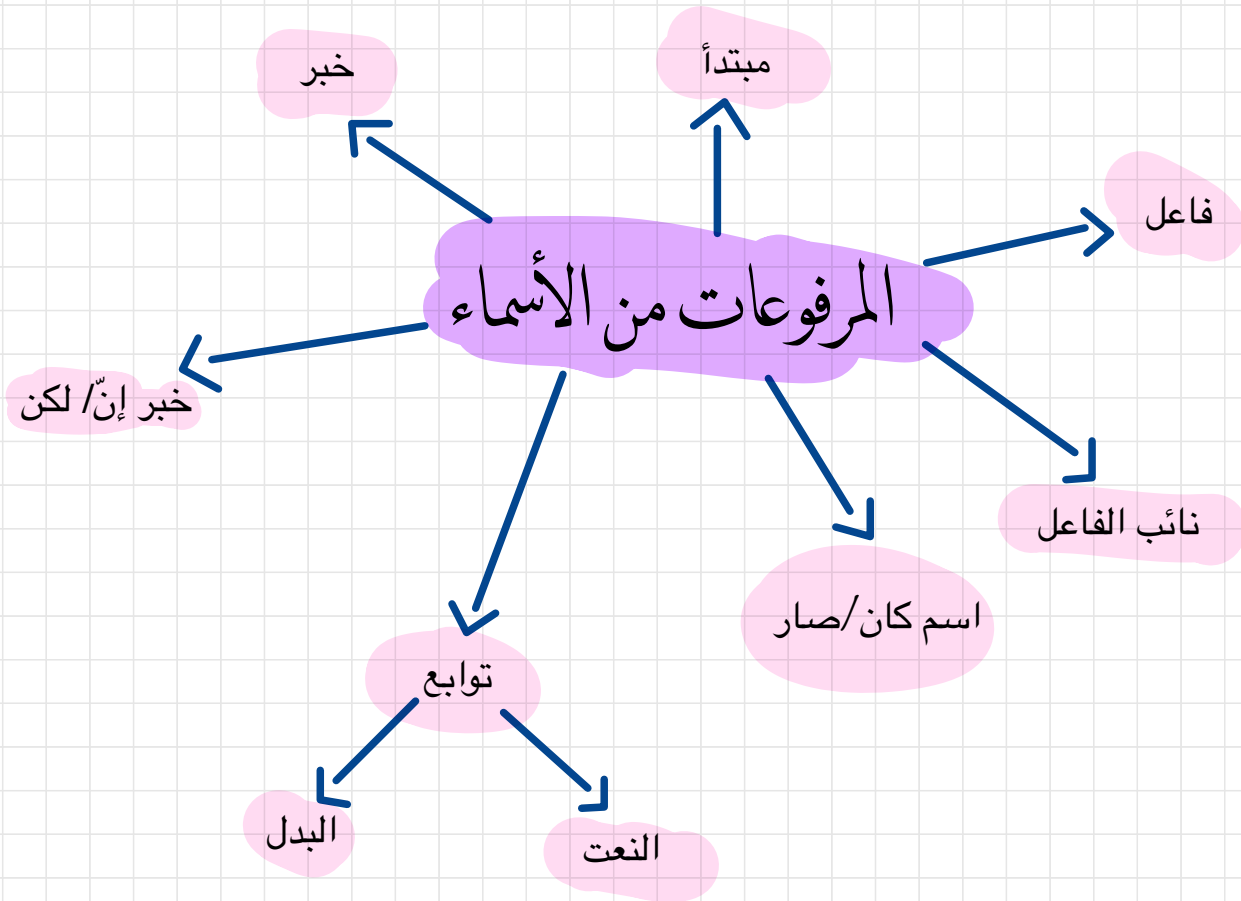 مبتدأ
خبر
فاعل
المرفوعات من الأسماء
خبر إنّ/ لكن
نائب الفاعل
اسم كان/صار
توابع
النعت
البدل